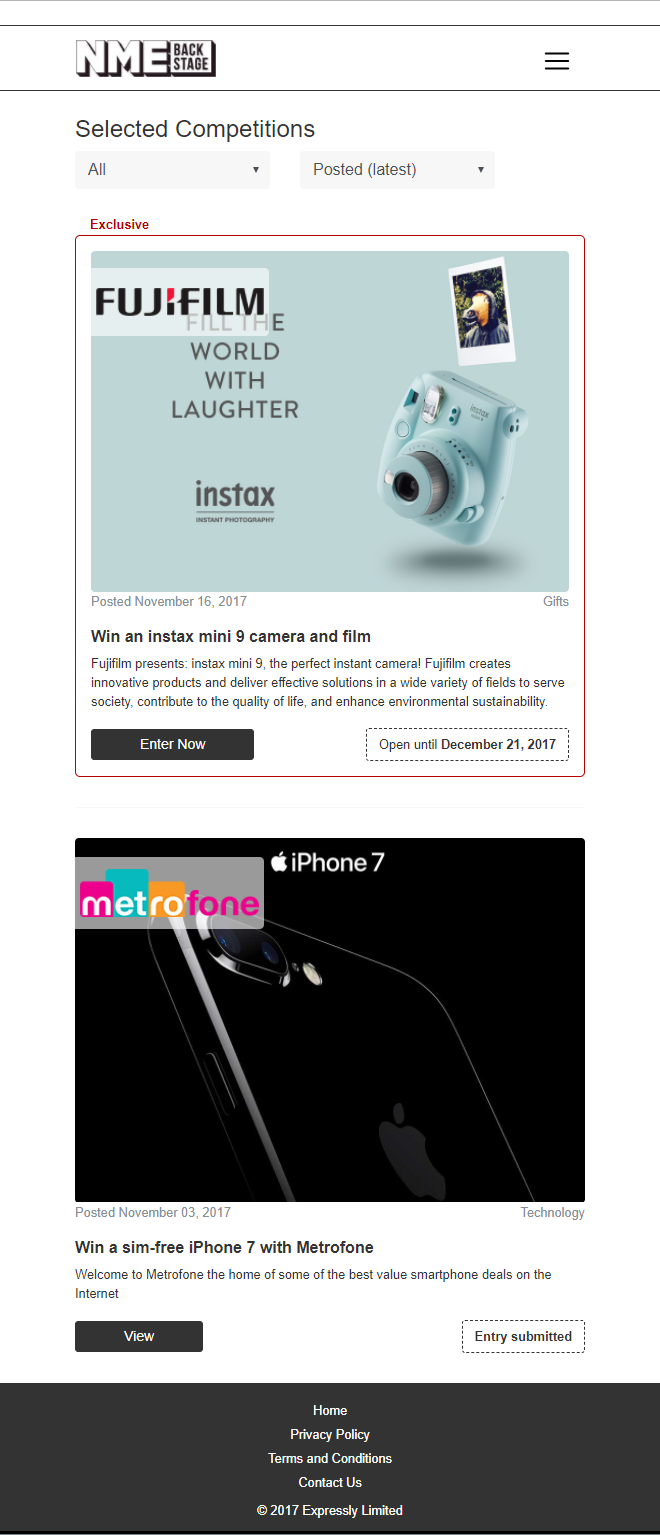 NME BACK STAGE
Selected Competitions
All ▼ Posted (latest) ▼
Exclusive
FUJIFILM
FILL THE
WORLD
WITH
LAUGHTER
instax
instax
INSTANT PHOTOGRAPHY
Posted November 16, 2017 Gifts
Win an instax mini 9 camera and film
Fujifilm presents: instax mini 9, the perfect instant camera! Fujifilm creates
innovative products and deliver effective solutions in a wide variety of fields to serve
society, contribute to the quality of life, and enhance environmental sustainability.
Enter Now Open until December 21, 2017
iPhone 7
metrofone
Posted November 03, 2017 Technology
Win a sim-free iPhone 7 with Metrofone
Welcome to Metrofone the home of some of the best value smartphone deals on the
Internet
View Entry submitted
Home
Privacy Policy
Terms and Conditions
Contact Us
© 2017 Expressly Limited